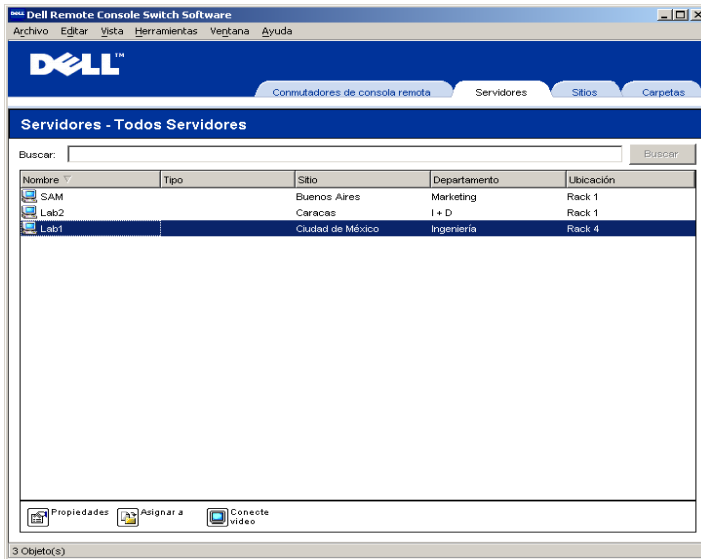 Dell Remote Console Switch Software
Archivo Editar Vista Herramientas Ventana Ayuda
DELL™
Conmutadores de consola remota Servidores Sitios Carpetas
Servidores - Todos Servidores
Buscar: Buscar
Nombre Tipo Sitio Departamento Ubicación
SAM Buenos Aires Marketing Rack 1
Lab2 Caracas I + D Rack 1
Lab1 Ciudad de México Ingeniería Rack 4
Propiedades Asignar a Conecte
video
3 Objeto(s)